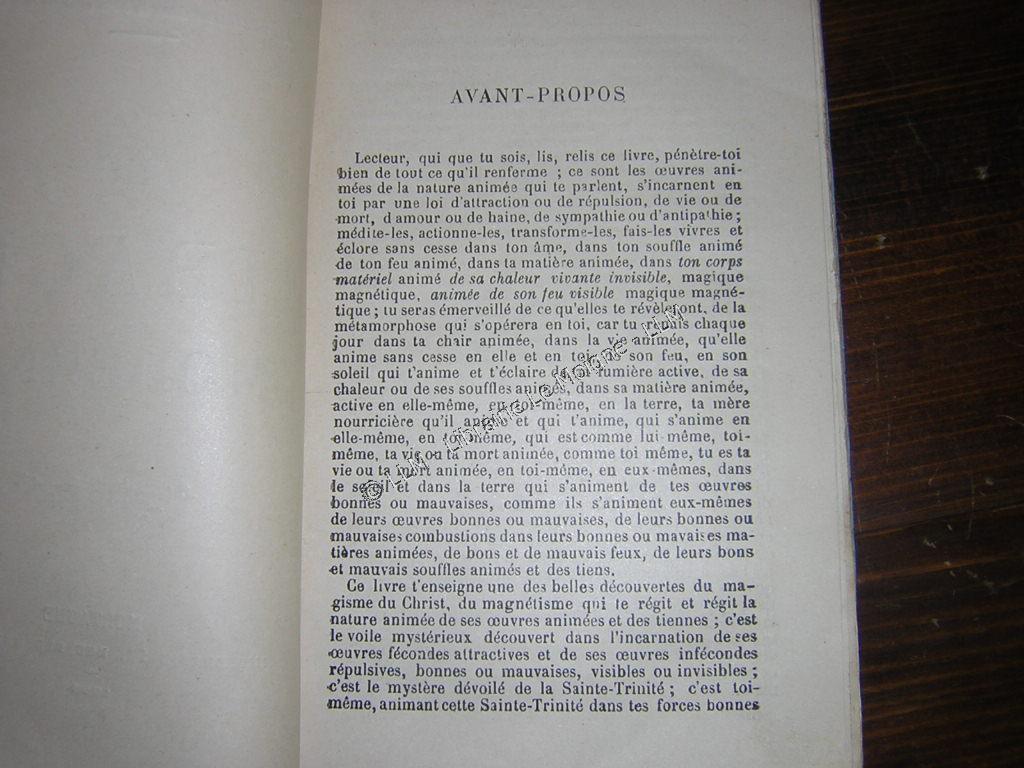 AVANT-PROPOS
Lecteur, qui que tu sois, lis, relis ce livre, pénètre-toi
bien de tout ce qu'il renferme ; ce sont les œuvres ani-
mées de la nature animée qui te parlent, s'incarnent en
toi par une loi d'attraction ou de répulsion, de vie ou de
mort, d amour ou de haine, de sympathie ou d'antipathie ;
médite-les, actionne-les, transforme-les, fais-les vivres et
éclore sans cesse dans ton âme, dans ton souffle animé
de ton feu animé, dans ta matière animée, dans ton corps
matériel animé de sa chaleur vivante invisible, magique
magnétique, animée de son feu visible magique magné-
tique ; tu seras émerveillé de ce qu'elles te révèleront, de la
métamorphose qui s'opérera en toi, car tu renais chaque
jour dans ta chair animée, dans la vie animée, qu'elle
anime sans cesse en elle et en toi, de son feu, en son
soleil qui t'anime et t'éclaire de sa lumière active, de sa
chaleur ou de ses souffles animés, dans sa matière animée,
active en elle-même, en toi-même, en la terre, ta mère
nourricière qu'il anime et qui t'anime, qui s'anime en
elle-même, en toi-même, qui est comme lui-même, toi-
même, ta vie ou ta mort animée, comme toi même, tu es ta
vie ou ta mort animée, en toi-même, en eux-mêmes, dans
le soleil et dans la terre qui s'animent de tes œuvres
bonnes ou mauvaises, comme ils s'animent eux-mêmes
de leurs œuvres bonnes ou mauvaises, de leurs bonnes ou
mauvaises combustions dans leurs bonnes ou mavaises ma-
tières animées, de bons et de mauvais feux, de leurs bons
et mauvais souffles animés et des tiens.
Ce livre t'enseigne une des belles découvertes du ma-
gisme du Christ, du magnétisme qui te régit et régit la
nature animée de ses œuvres animées et des tiennes ; c'est
le voile mystérieux découvert dans l'incarnation de ses
œuvres fécondes attractives et de ses œuvres infécondes
répulsives, bonnes ou mauvaises, visibles ou invisibles ;
c'est le mystère dévoilé de la Sainte-Trinité ; c'est toi-
même, animant cette Sainte-Trinité dans tes forces bonnes
© LLM - Librairie Le Moigne - LLM